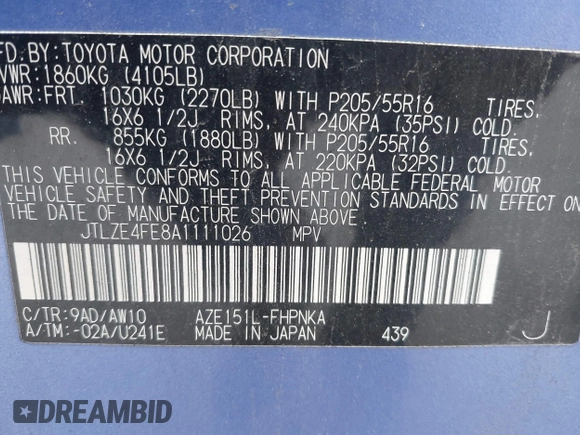 MFD.BY:TOYOTA MOTOR CORPORATION
GVWR:1860KG (4105LB)
GAWR:FRT. 1030KG (2270LB) WITH P205/55R16 TIRES,
16X6 1/2J RIMS, AT 240KPA (35PSI) COLD.
RR. 855KG (1880LB) WITH P205/55R16 TIRES,
16X6 1/2J RIMS, AT 220KPA (32PSI) COLD.
THIS VEHICLE CONFORMS TO ALL APPLICABLE FEDERAL MOTOR
VEHICLE SAFETY AND THEFT PREVENTION STANDARDS IN EFFECT ON
THE DATE OF MANUFACTURE SHOWN ABOVE.
JTLZE4FE8A1111026 MPV
C/TR:9AD/AW10 AZE151L-FHPNKA
A/TM:-02A/U241E MADE IN JAPAN 439 J
DREAMBID